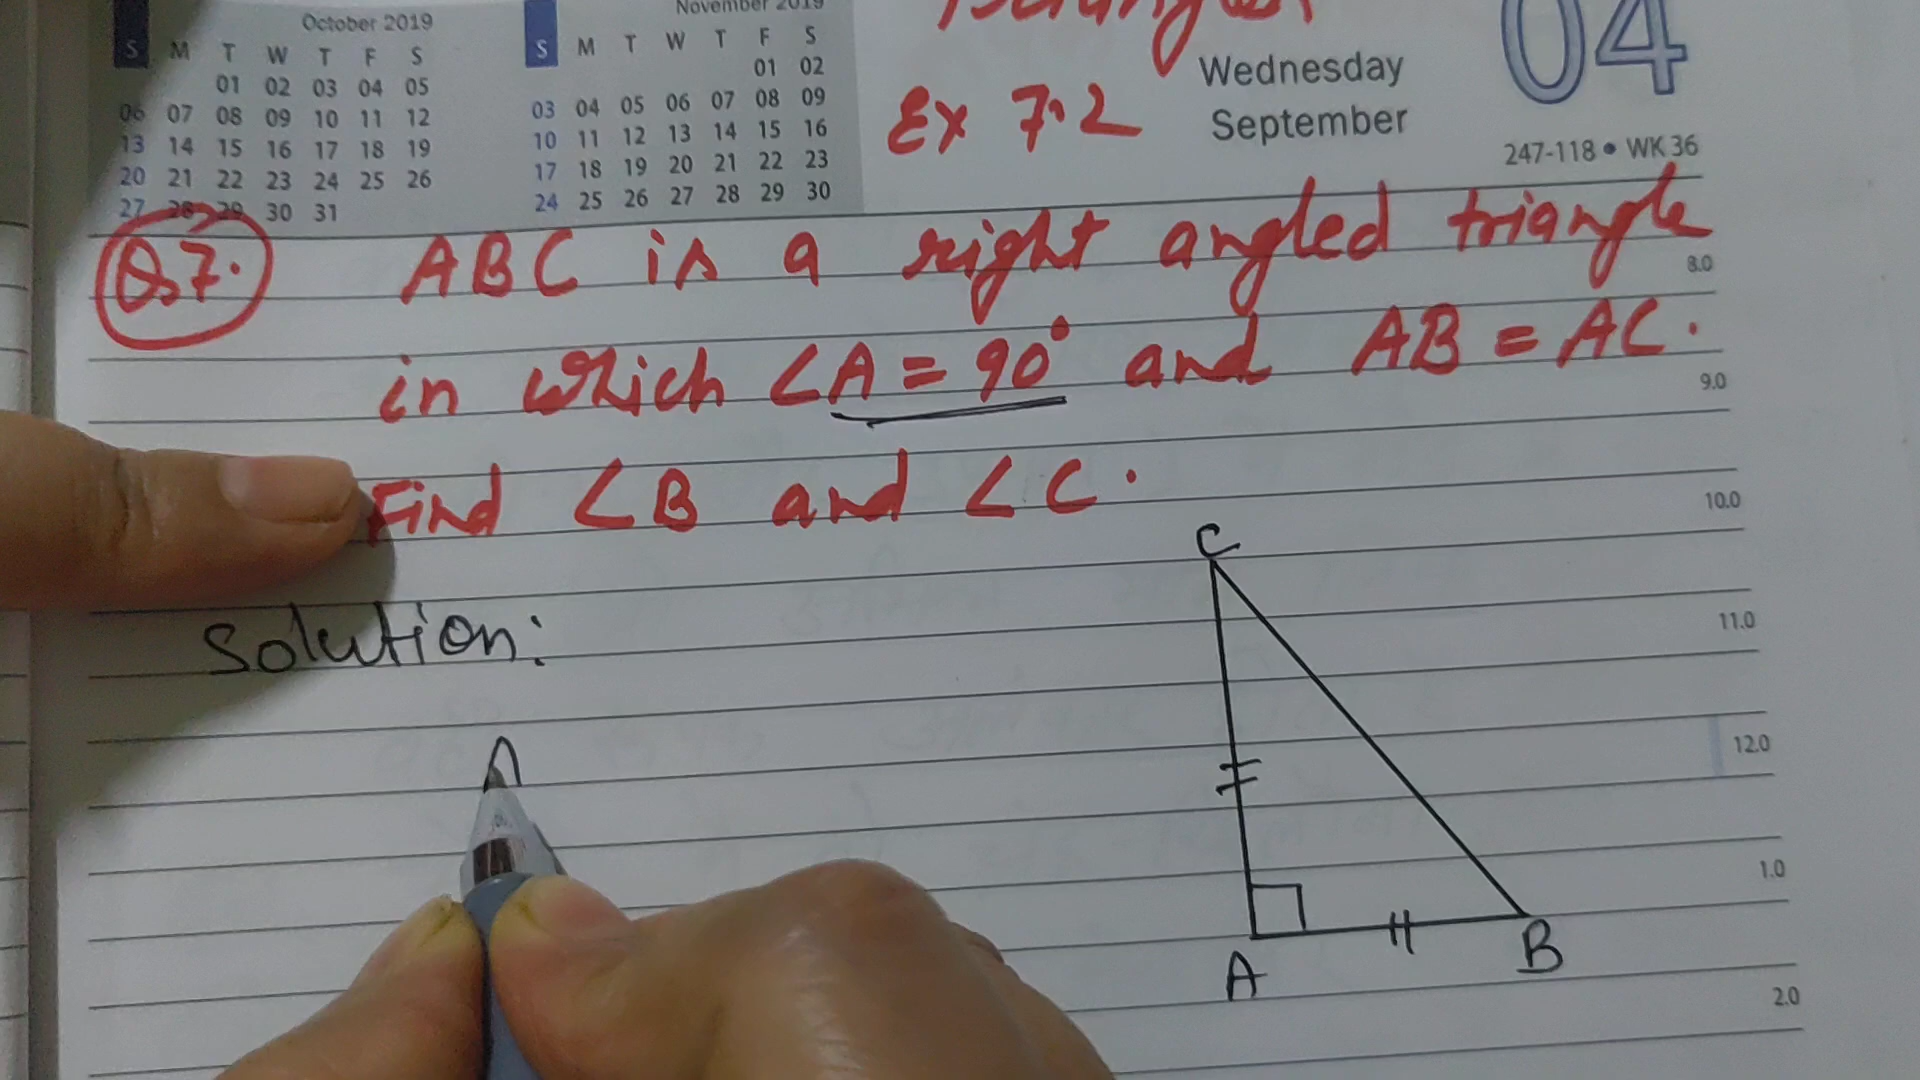 October 2019
S M T W T F S
01 02 03 04 05
06 07 08 09 10 11 12
13 14 15 16 17 18 19
20 21 22 23 24 25 26
27 28 29 30 31
November 2019
S M T W T F S
01 02
03 04 05 06 07 08 09
10 11 12 13 14 15 16
17 18 19 20 21 22 23
24 25 26 27 28 29 30
Ex 7.2
Wednesday
September
04
247-118 • WK 36
Q.7. ABC is a right angled triangle
8.0
in which ∠A = 90° and AB = AC.
9.0
Find ∠B and ∠C.
10.0
C
Solution:
11.0
12.0
1.0
A
B
2.0